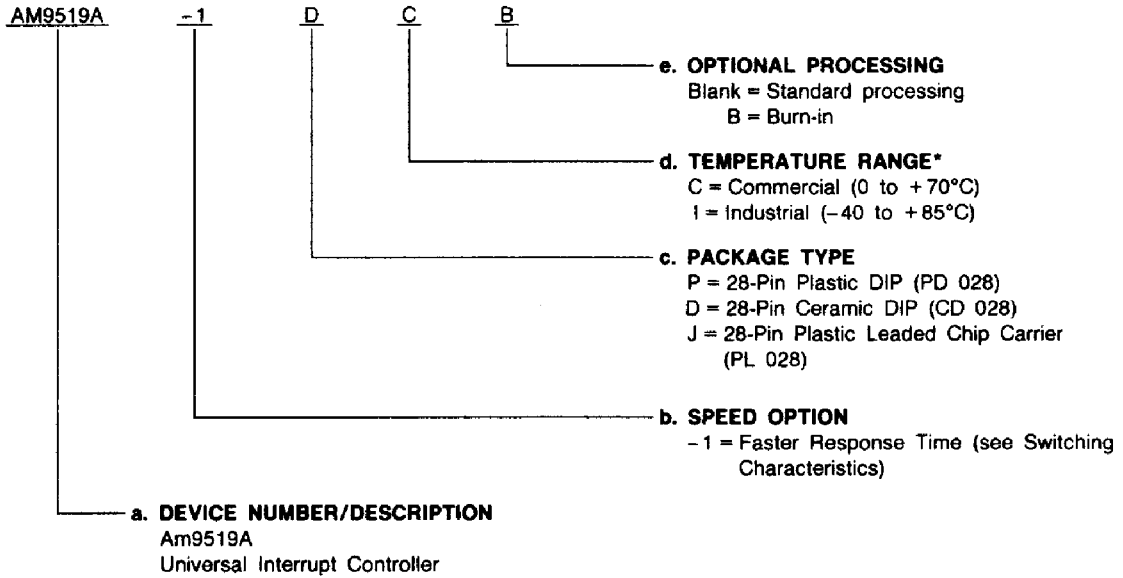 AM9519A -1 D C B
e. OPTIONAL PROCESSING
Blank = Standard processing
B = Burn-in
d. TEMPERATURE RANGE*
C = Commercial (0 to +70°C)
I = Industrial (−40 to +85°C)
c. PACKAGE TYPE
P = 28-Pin Plastic DIP (PD 028)
D = 28-Pin Ceramic DIP (CD 028)
J = 28-Pin Plastic Leaded Chip Carrier
(PL 028)
b. SPEED OPTION
−1 = Faster Response Time (see Switching
Characteristics)
a. DEVICE NUMBER/DESCRIPTION
Am9519A
Universal Interrupt Controller